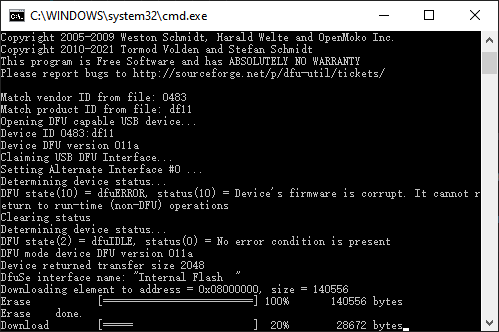 C:\WINDOWS\system32\cmd.exe
Copyright 2005-2009 Weston Schmidt, Harald Welte and OpenMoko Inc.
Copyright 2010-2021 Tormod Volden and Stefan Schmidt
This program is Free Software and has ABSOLUTELY NO WARRANTY
Please report bugs to http://sourceforge.net/p/dfu-util/tickets/
Match vendor ID from file: 0483
Match product ID from file: df11
Opening DFU capable USB device...
Device ID 0483:df11
Device DFU version 011a
Claiming USB DFU Interface...
Setting Alternate Interface #0 ...
Determining device status...
DFU state(10) = dfuERROR, status(10) = Device's firmware is corrupt. It cannot r
eturn to run-time (non-DFU) operations
Clearing status
Determining device status...
DFU state(2) = dfuIDLE, status(0) = No error condition is present
DFU mode device DFU version 011a
Device returned transfer size 2048
DfuSe interface name: "Internal Flash  "
Downloading element to address = 0x08000000, size = 140556
Erase          [=========================] 100%       140556 bytes
Erase    done.
Download       [=====                    ]  20%        28672 bytes